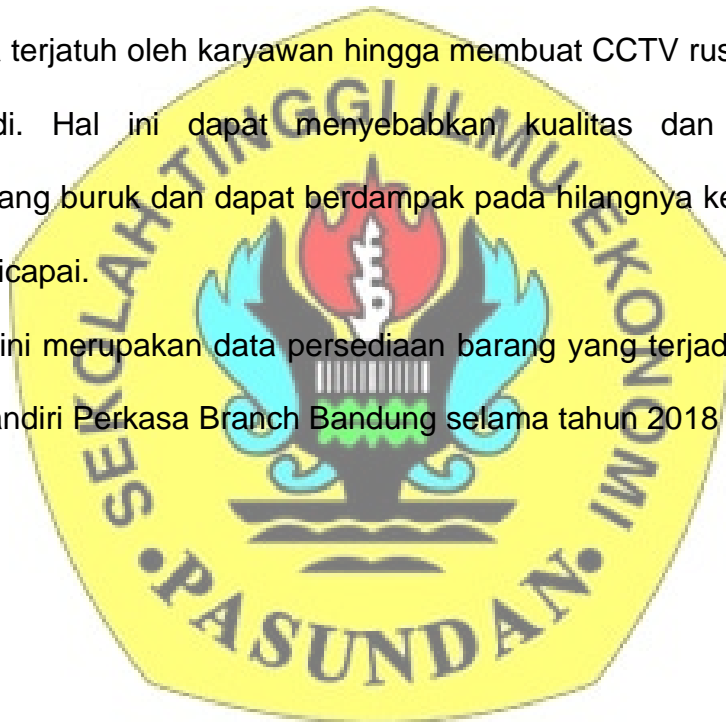 terjatuh oleh karyawan hingga membuat CCTV rus
di. Hal ini dapat menyebabkan kualitas dan
ang buruk dan dapat berdampak pada hilangnya ke
icapai.
ini merupakan data persediaan barang yang terjad
andiri Perkasa Branch Bandung selama tahun 2018
SEKOLAH TINGGI ILMU EKONOMI
•PASUNDAN•